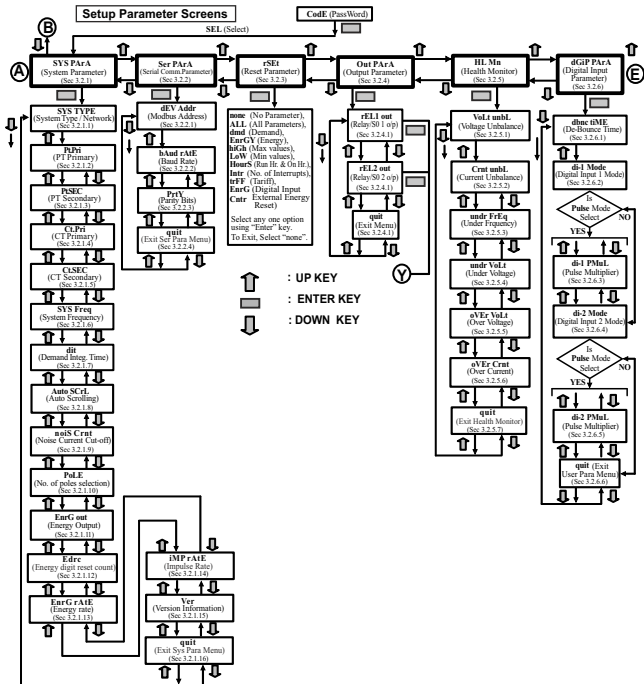 Setup Parameter Screens
CodE (PassWord)
SEL (Select)
B
A
SYS PArA
(System Parameter)
(Sec 3.2.1)
Ser PArA
(Serial Comm.Parameter)
(Sec 3.2.2)
rSEt
(Reset Parameter)
(Sec 3.2.3)
Out PArA
(Output Parameter)
(Sec 3.2.4)
HL Mn
(Health Monitor)
(Sec 3.2.5)
dGiP PArA
(Digital Input
Parameter)
(Sec 3.2.6)
E
SYS TYPE
(System Type / Network)
(Sec 3.2.1.1)
Pt.Pri
(PT Primary)
(Sec 3.2.1.2)
PtSEC
(PT Secondary)
(Sec 3.2.1.3)
Ct.Pri
(CT Primary)
(Sec 3.2.1.4)
Ct.SEC
(CT Secondary)
(Sec 3.2.1.5)
SYS Freq
(System Frequency)
(Sec 3.2.1.6)
dit
(Demand Integ. Time)
(Sec 3.2.1.7)
Auto SCrL
(Auto Scrolling)
(Sec 3.2.1.8)
noiS Crnt
(Noise Current Cut-off)
(Sec 3.2.1.9)
PoLE
(No. of poles selection)
(Sec 3.2.1.10)
EnrG out
(Energy Output)
(Sec 3.2.1.11)
Edrc
(Energy digit reset count)
(Sec 3.2.1.12)
EnrG rAtE
(Energy rate)
(Sec 3.2.1.13)
iMP rAtE
(Impulse Rate)
(Sec 3.2.1.14)
Ver
(Version Information)
(Sec 3.2.1.15)
quit
(Exit Sys Para Menu)
(Sec 3.2.1.16)
dEV Addr
(Modbus Address)
(Sec 3.2.2.1)
bAud rAtE
(Baud Rate)
(Sec 3.2.2.2)
PrtY
(Parity Bits)
(Sec 3.2.2.3)
quit
(Exit Ser Para Menu)
(Sec 3.2.2.4)
none (No Parameter),
ALL (All Parameters),
dmd (Demand),
EnrGY (Energy),
hiGh (Max values),
LoW (Min values),
HourS (Run Hr. & On Hr.),
Intr (No. of Interrupts),
trFF (Tariff),
EnrG (Digital Input
Cntr External Energy
Reset)
Select any one option
using "Enter" key.
To Exit, Select "none".
rEL1 out
(Relay/S0 1 o/p)
(Sec 3.2.4.1)
rEL2 out
(Relay/S0 2 o/p)
(Sec 3.2.4.1)
quit
(Exit Menu)
(Sec 3.2.4.1)
Y
: UP KEY
: ENTER KEY
: DOWN KEY
VoLt unbL
(Voltage Unbalance)
(Sec 3.2.5.1)
Crnt unbL
(Current Unbalance)
(Sec 3.2.5.2)
undr FrEq
(Under Frquency)
(Sec 3.2.5.3)
undr VoLt
(Under Voltage)
(Sec 3.2.5.4)
oVEr VoLt
(Over Voltage)
(Sec 3.2.5.5)
oVEr Crnt
(Over Current)
(Sec 3.2.5.6)
quit
(Exit Health Monitor)
(Sec 3.2.5.7)
dbnc tiME
(De-Bounce Time)
(Sec 3.2.6.1)
di-1 Mode
(Digital Input 1 Mode)
(Sec 3.2.6.2)
Is
Pulse Mode
Select
NO
YES
di-1 PMuL
(Pulse Multiplier)
(Sec 3.2.6.3)
di-2 Mode
(Digital Input 2 Mode)
(Sec 3.2.6.4)
Is
Pulse Mode
Select
NO
YES
di-2 PMuL
(Pulse Multiplier)
(Sec 3.2.6.5)
quit (Exit
User Para Menu)
(Sec 3.2.6.6)